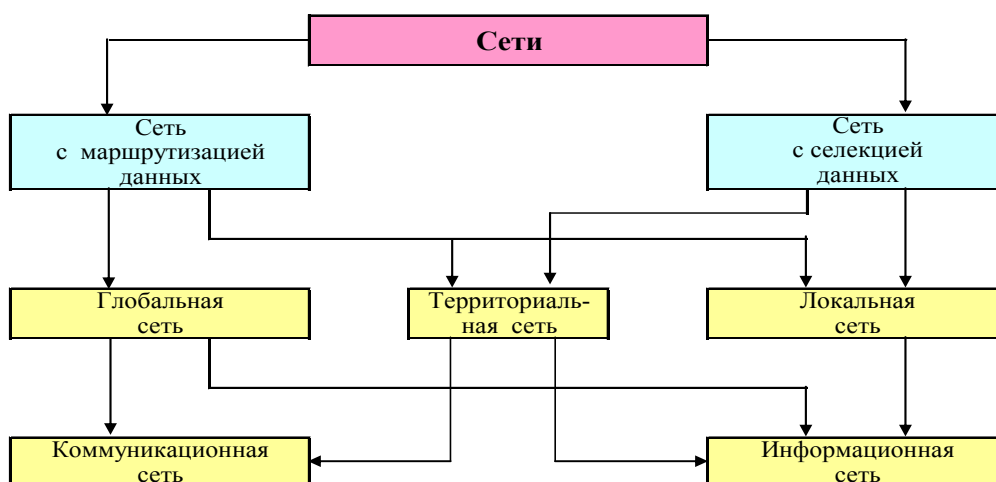 Сети
Сеть
с маршрутизацией
данных
Сеть
с селекцией
данных
Глобальная
сеть
Территориаль-
ная сеть
Локальная
сеть
Коммуникационная
сеть
Информационная
сеть